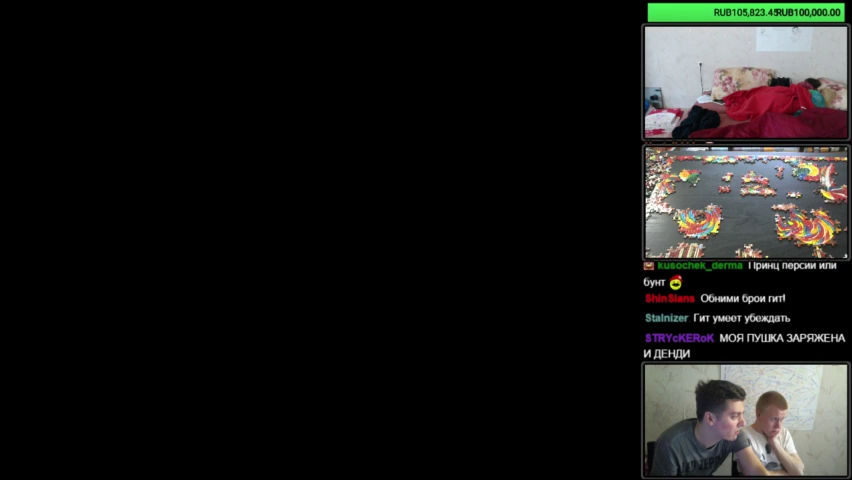 RUB105,823.45RUB100,000.00
kusochek_derma Принц персии или
бунт
ShinSlans Обними брои гит!
Stalnizer Гит умеет убеждать
STRYcKERoK МОЯ ПУШКА ЗАРЯЖЕНА
И ДЕНДИ